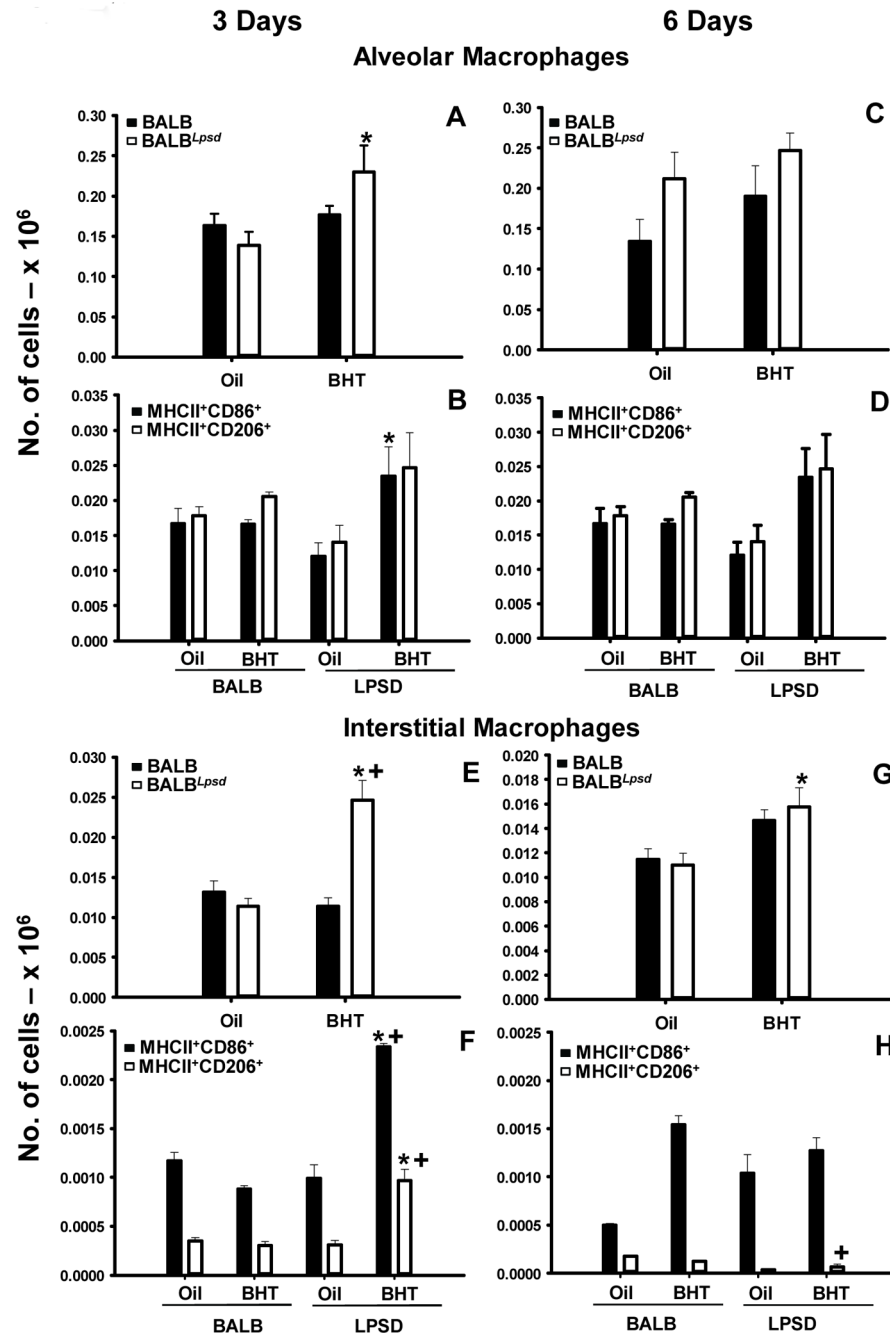 3 Days 6 Days
Alveolar Macrophages
No. of cells – x 10⁶
A
BALB
BALBᴸᵖˢᵈ
*
0.30
0.25
0.20
0.15
0.10
0.05
0.00
Oil BHT
C
BALB
BALBᴸᵖˢᵈ
0.30
0.25
0.20
0.15
0.10
0.05
0.00
Oil BHT
B
MHCII⁺CD86⁺
MHCII⁺CD206⁺
*
0.035
0.030
0.025
0.020
0.015
0.010
0.005
0.000
Oil BHT Oil BHT
BALB LPSD
D
MHCII⁺CD86⁺
MHCII⁺CD206⁺
0.035
0.030
0.025
0.020
0.015
0.010
0.005
0.000
Oil BHT Oil BHT
BALB LPSD
Interstitial Macrophages
No. of cells – x 10⁶
E
BALB
BALBᴸᵖˢᵈ
*+
0.030
0.025
0.020
0.015
0.010
0.005
0.000
Oil BHT
G
BALB
BALBᴸᵖˢᵈ
*
0.020
0.018
0.016
0.014
0.012
0.010
0.008
0.006
0.004
0.002
0.000
Oil BHT
F
MHCII⁺CD86⁺
MHCII⁺CD206⁺
*+
*+
0.0025
0.0020
0.0015
0.0010
0.0005
0.0000
Oil BHT Oil BHT
BALB LPSD
H
MHCII⁺CD86⁺
MHCII⁺CD206⁺
+
0.0025
0.0020
0.0015
0.0010
0.0005
0.0000
Oil BHT Oil BHT
BALB LPSD